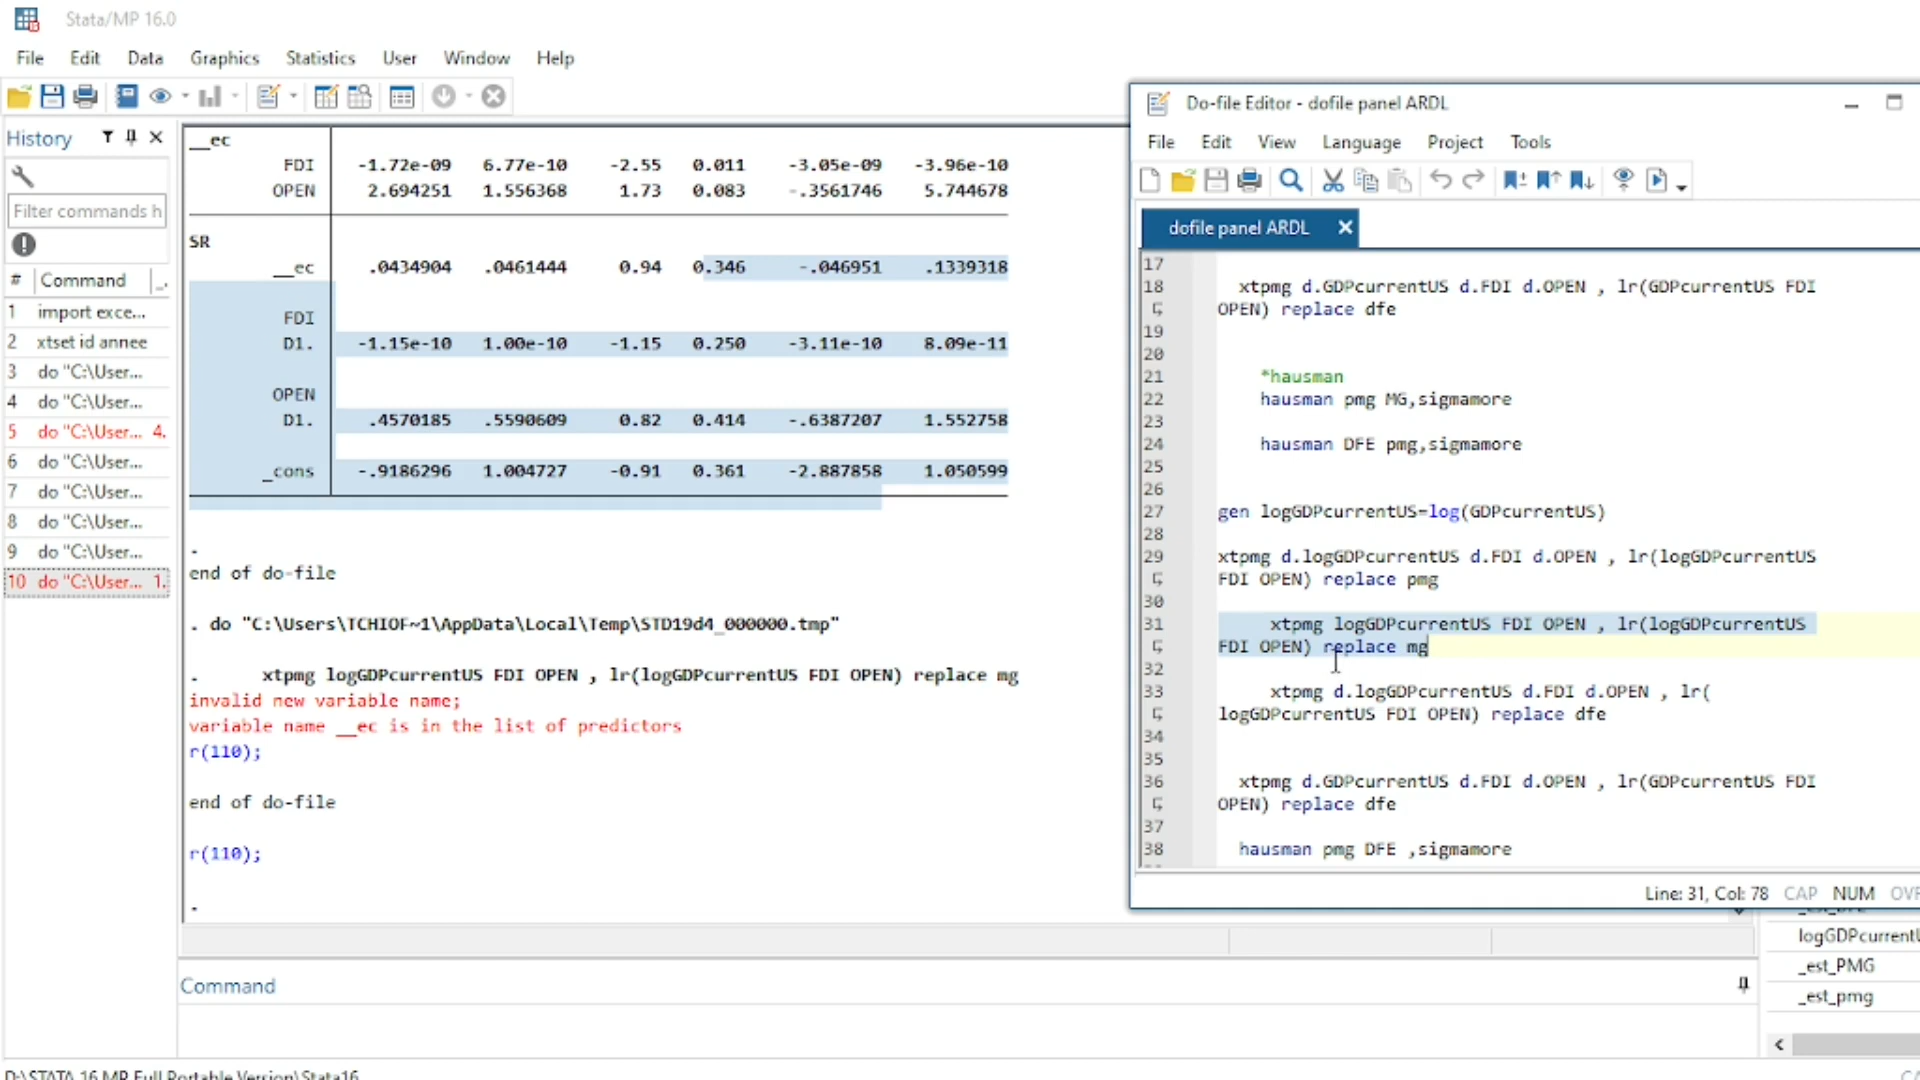 Stata/MP 16.0
File Edit Data Graphics Statistics User Window Help
History
Filter commands h
# Command
1 import exce...
2 xtset id annee
3 do "C:\User...
4 do "C:\User...
5 do "C:\User... 4.
6 do "C:\User...
7 do "C:\User...
8 do "C:\User...
9 do "C:\User...
10 do "C:\User... 1.
__ec
FDI -1.72e-09 6.77e-10 -2.55 0.011 -3.05e-09 -3.96e-10
OPEN 2.694251 1.556368 1.73 0.083 -.3561746 5.744678
SR
__ec .0434904 .0461444 0.94 0.346 -.046951 .1339318
FDI
D1. -1.15e-10 1.00e-10 -1.15 0.250 -3.11e-10 8.09e-11
OPEN
D1. .4570185 .5590609 0.82 0.414 -.6387207 1.552758
_cons -.9186296 1.004727 -0.91 0.361 -2.887858 1.050599
.
end of do-file
. do "C:\Users\TCHIOF~1\AppData\Local\Temp\STD19d4_000000.tmp"
. xtpmg logGDPcurrentUS FDI OPEN , lr(logGDPcurrentUS FDI OPEN) replace mg
invalid new variable name;
variable name __ec is in the list of predictors
r(110);
end of do-file
r(110);
.
Command
D:\STATA 16 MP Full Portable Version\Stata16
Do-file Editor - dofile panel ARDL
File Edit View Language Project Tools
dofile panel ARDL
17
18 xtpmg d.GDPcurrentUS d.FDI d.OPEN , lr(GDPcurrentUS FDI
OPEN) replace dfe
19
20
21 *hausman
22 hausman pmg MG,sigmamore
23
24 hausman DFE pmg,sigmamore
25
26
27 gen logGDPcurrentUS=log(GDPcurrentUS)
28
29 xtpmg d.logGDPcurrentUS d.FDI d.OPEN , lr(logGDPcurrentUS
FDI OPEN) replace pmg
30
31 xtpmg logGDPcurrentUS FDI OPEN , lr(logGDPcurrentUS
FDI OPEN) replace mg
32
33 xtpmg d.logGDPcurrentUS d.FDI d.OPEN , lr(
logGDPcurrentUS FDI OPEN) replace dfe
34
35
36 xtpmg d.GDPcurrentUS d.FDI d.OPEN , lr(GDPcurrentUS FDI
OPEN) replace dfe
37
38 hausman pmg DFE ,sigmamore
Line: 31, Col: 78 CAP NUM OVR
logGDPcurrentU
_est_PMG
_est_pmg